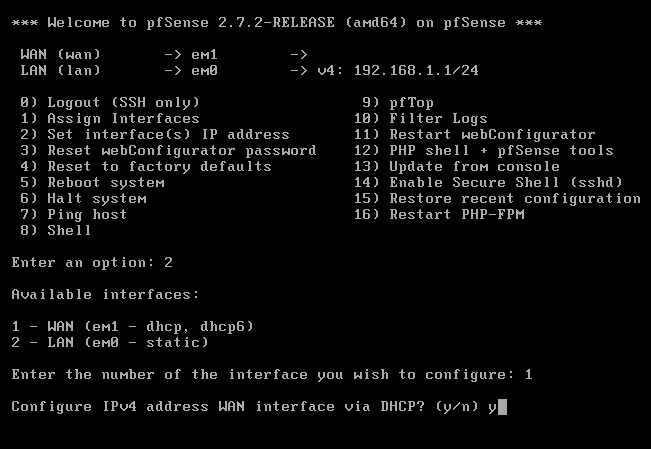 *** Welcome to pfSense 2.7.2-RELEASE (amd64) on pfSense ***
WAN (wan)       -> em1        ->
LAN (lan)       -> em0        -> v4: 192.168.1.1/24
0) Logout (SSH only)                  9) pfTop
1) Assign Interfaces                 10) Filter Logs
2) Set interface(s) IP address       11) Restart webConfigurator
3) Reset webConfigurator password    12) PHP shell + pfSense tools
4) Reset to factory defaults         13) Update from console
5) Reboot system                     14) Enable Secure Shell (sshd)
6) Halt system                       15) Restore recent configuration
7) Ping host                         16) Restart PHP-FPM
8) Shell
Enter an option: 2
Available interfaces:
1 - WAN (em1 - dhcp, dhcp6)
2 - LAN (em0 - static)
Enter the number of the interface you wish to configure: 1
Configure IPv4 address WAN interface via DHCP? (y/n) y